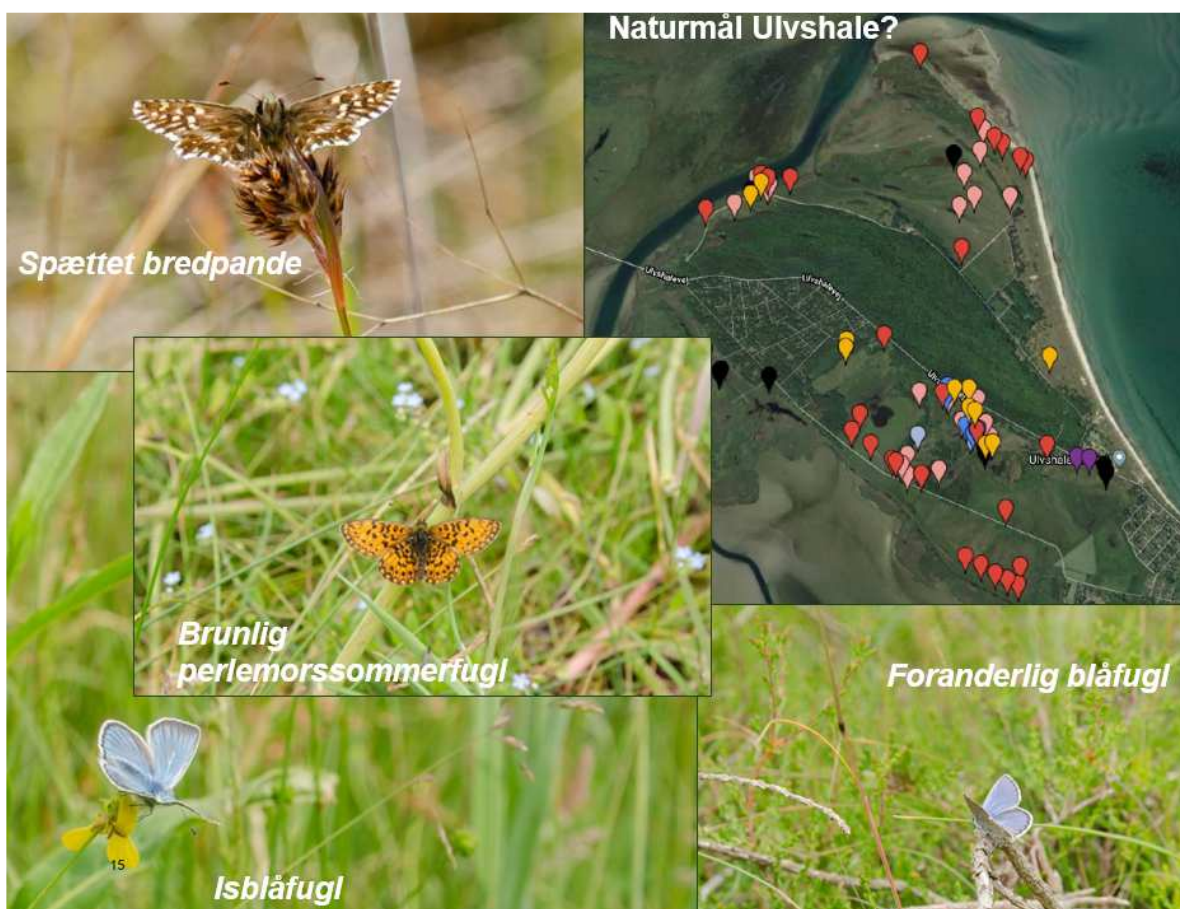 Naturmål Ulvshale?
Spættet bredpande
Ulvshalevej
Ulvshalevej
Ulvshale
Brunlig
perlemorssommerfugl
Foranderlig blåfugl
15
Isblåfugl